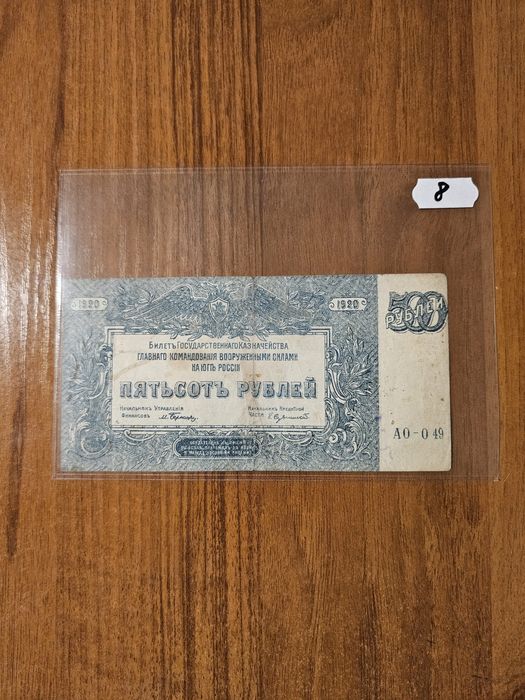 8
1920
1920
500
РУБЛЕЙ
БИЛЕТЪ ГОСУДАРСТВЕННАГО КАЗНАЧЕЙСТВА
ГЛАВНАГО КОМАНДОВАНІЯ ВООРУЖЕННЫМИ СИЛАМИ
НА ЮГѢ РОССІИ
ПЯТЬСОТЪ РУБЛЕЙ
НАЧАЛЬНИКЪ УПРАВЛЕНІЯ
ФИНАНСОВЪ
НАЧАЛЬНИКЪ КРЕДИТНОЙ
ЧАСТИ
АО-049